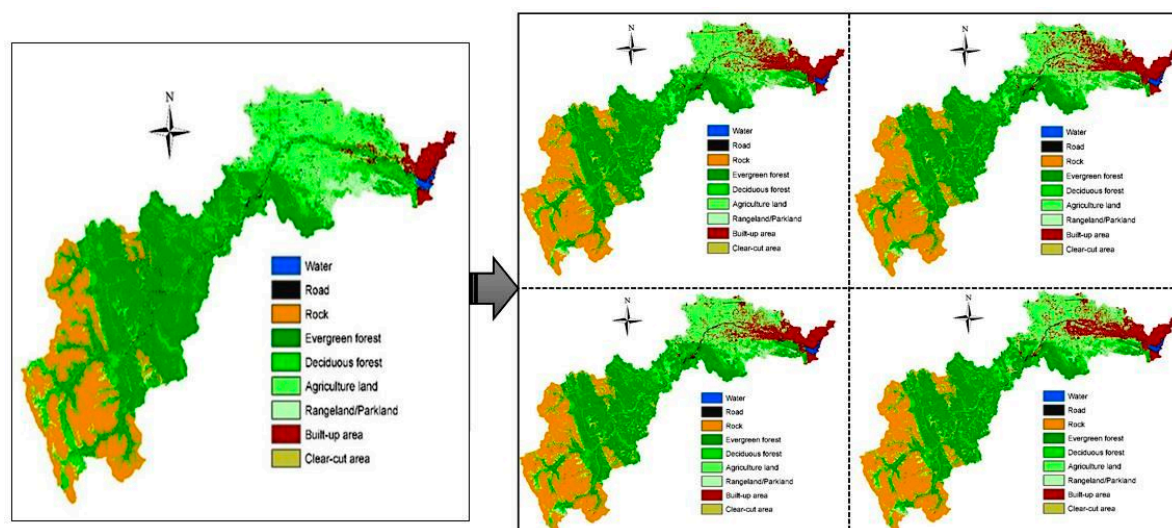 N
Water
Road
Rock
Evergreen forest
Deciduous forest
Agriculture land
Rangeland/Parkland
Built-up area
Clear-cut area
N
Water
Road
Rock
Evergreen forest
Deciduous forest
Agriculture land
Rangeland/Parkland
Built-up area
Clear-cut area
N
Water
Road
Rock
Evergreen forest
Deciduous forest
Agriculture land
Rangeland/Parkland
Built-up area
Clear-cut area
N
Water
Road
Rock
Evergreen forest
Deciduous forest
Agriculture land
Rangeland/Parkland
Built-up area
Clear-cut area
N
Water
Road
Rock
Evergreen forest
Deciduous forest
Agriculture land
Rangeland/Parkland
Built-up area
Clear-cut area